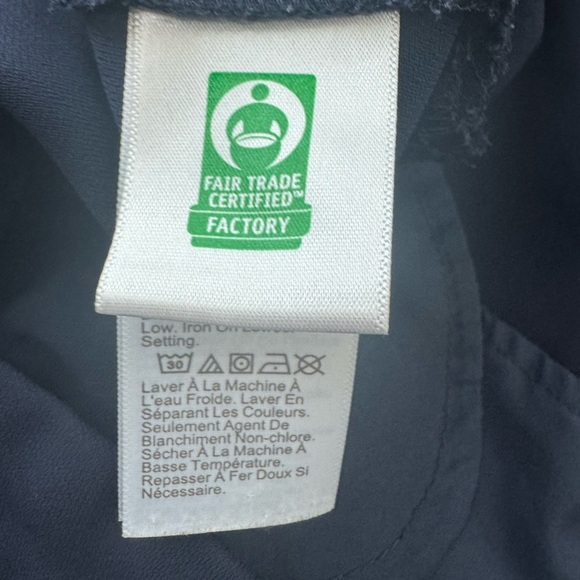 FAIR TRADE
CERTIFIED™
FACTORY
Low. Iron On Lowest
Setting.
30
Laver À La Machine À
L'eau Froide. Laver En
Séparant Les Couleurs.
Seulement Agent De
Blanchiment Non-chlore.
Sécher À La Machine À
Basse Température.
Repasser À Fer Doux Si
Nécessaire.